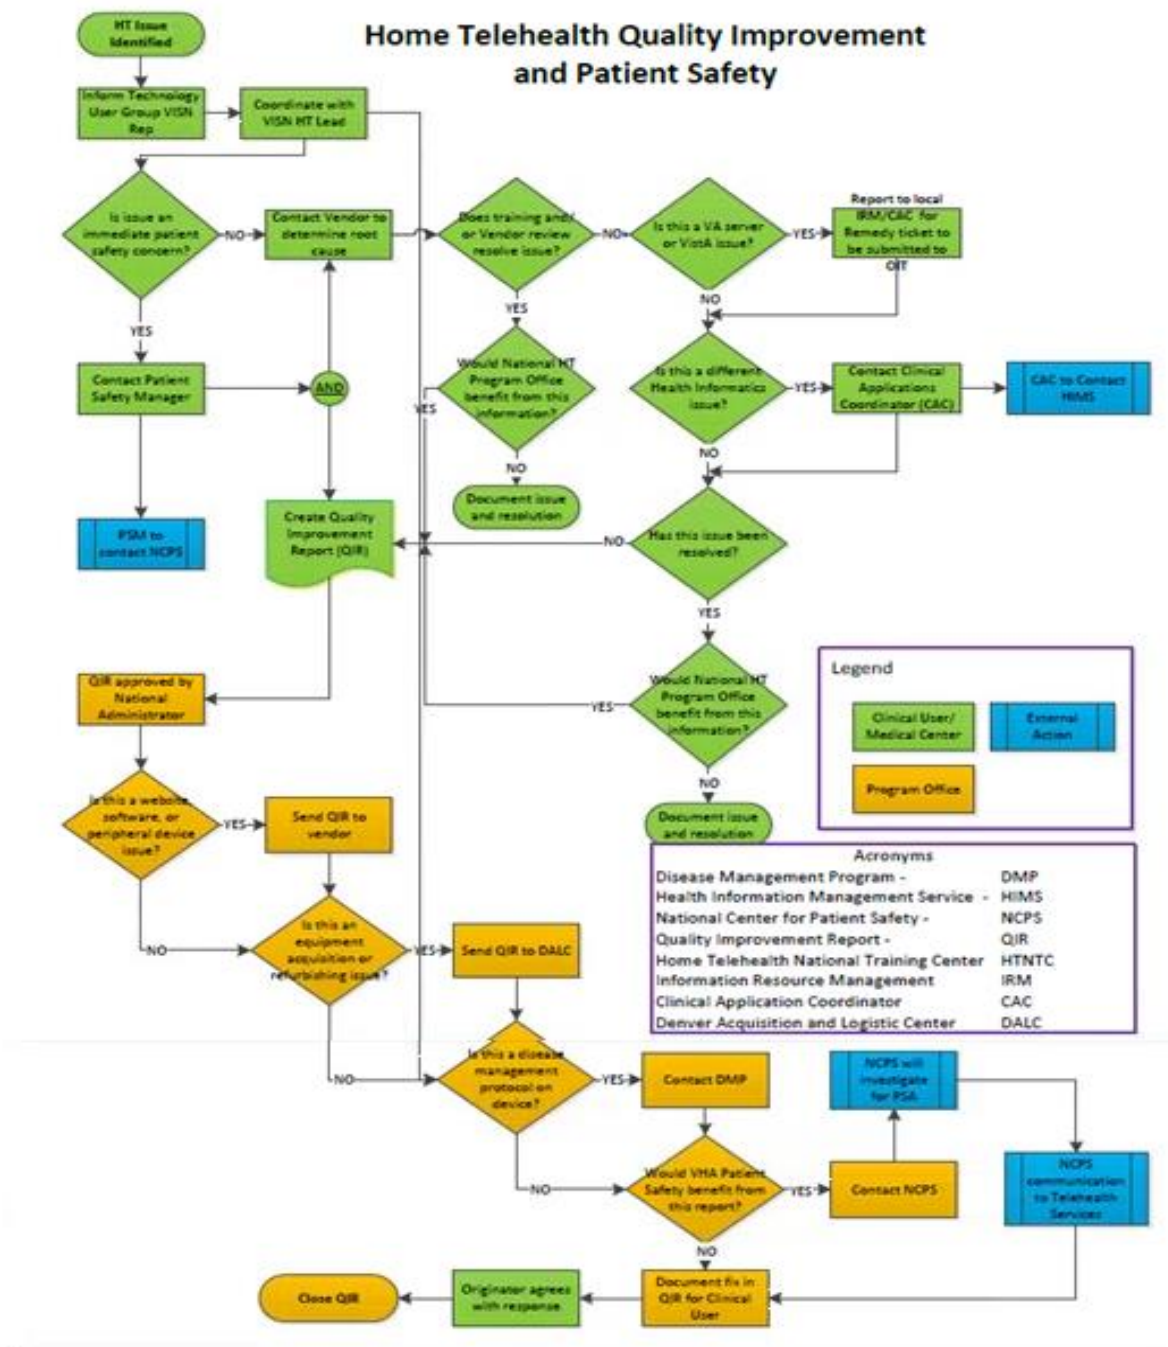 Home Telehealth Quality Improvement
and Patient Safety
HT Issue
Identified
Inform Technology
User Group VISN
Rep
Coordinate with
VISN HT Lead
Is issue an
immediate patient
safety concern?
NO
Contact Vendor to
determine root
cause
Does training and/
or Vendor review
resolve issue?
NO
Is this a VA server
or VistA issue?
YES
Report to local
IRM/CAC for
Remedy ticket to
be submitted to
OIT
YES
YES
NO
Contact Patient
Safety Manager
AND
YES
Would National HT
Program Office
benefit from this
information?
Is this a different
Health Informatics
issue?
YES
Contact Clinical
Applications
Coordinator (CAC)
CAC to Contact
HIMS
NO
NO
Document issue
and resolution
PSM to
contact NCPS
Create Quality
Improvement
Report (QIR)
NO
Has this issue been
resolved?
YES
QIR approved by
National
Administrator
YES
Would National HT
Program Office
benefit from this
information?
NO
Document issue
and resolution
Legend
Clinical User/
Medical Center
External
Action
Program Office
Is this a website,
software, or
peripheral device
issue?
YES
Send QIR to
vendor
NO
Is this an
equipment
acquisition or
refurbishing issue?
YES
Send QIR to DALC
Acronyms
Disease Management Program - DMP
Health Information Management Service - HIMS
National Center for Patient Safety - NCPS
Quality Improvement Report - QIR
Home Telehealth National Training Center HTNTC
Information Resource Management IRM
Clinical Application Coordinator CAC
Denver Acquisition and Logistic Center DALC
NO
Is this a disease
management
protocol on
device?
YES
Contact DMP
NCPS will
investigate
for PSA
NO
Would VHA Patient
Safety benefit from
this report?
YES
Contact NCPS
NCPS
communication
to Telehealth
Services
NO
Close QIR
Originator agrees
with response
Document fix in
QIR for Clinical
User